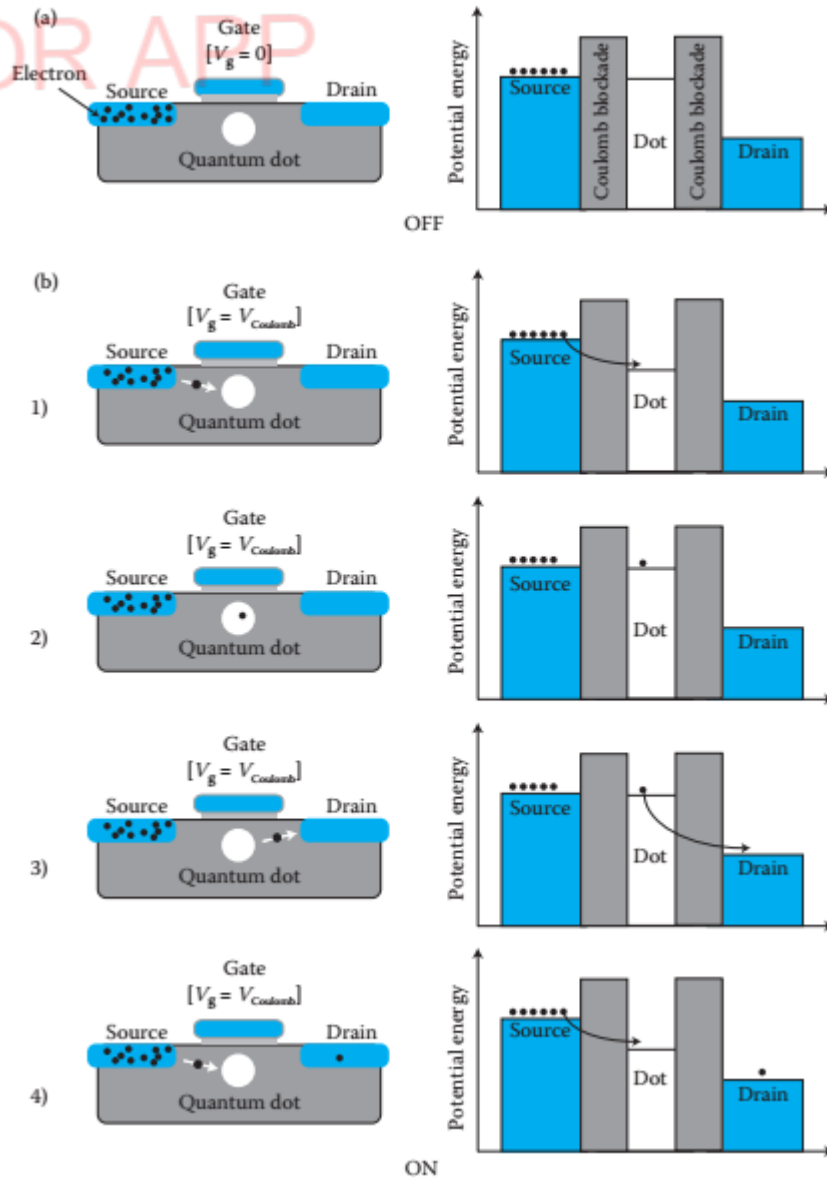 OR APP
(a)
Gate
[Vg = 0]
Electron
Source
Drain
Quantum dot
Potential energy
Source
Coulomb blockade
Dot
Coulomb blockade
Drain
OFF
(b)
Gate
[Vg = VCoulomb]
Source
Drain
1)
Quantum dot
Potential energy
Source
Dot
Drain
Gate
[Vg = VCoulomb]
Source
Drain
2)
Quantum dot
Potential energy
Source
Dot
Drain
Gate
[Vg = VCoulomb]
Source
Drain
3)
Quantum dot
Potential energy
Source
Dot
Drain
Gate
[Vg = VCoulomb]
Source
Drain
4)
Quantum dot
Potential energy
Source
Dot
Drain
ON